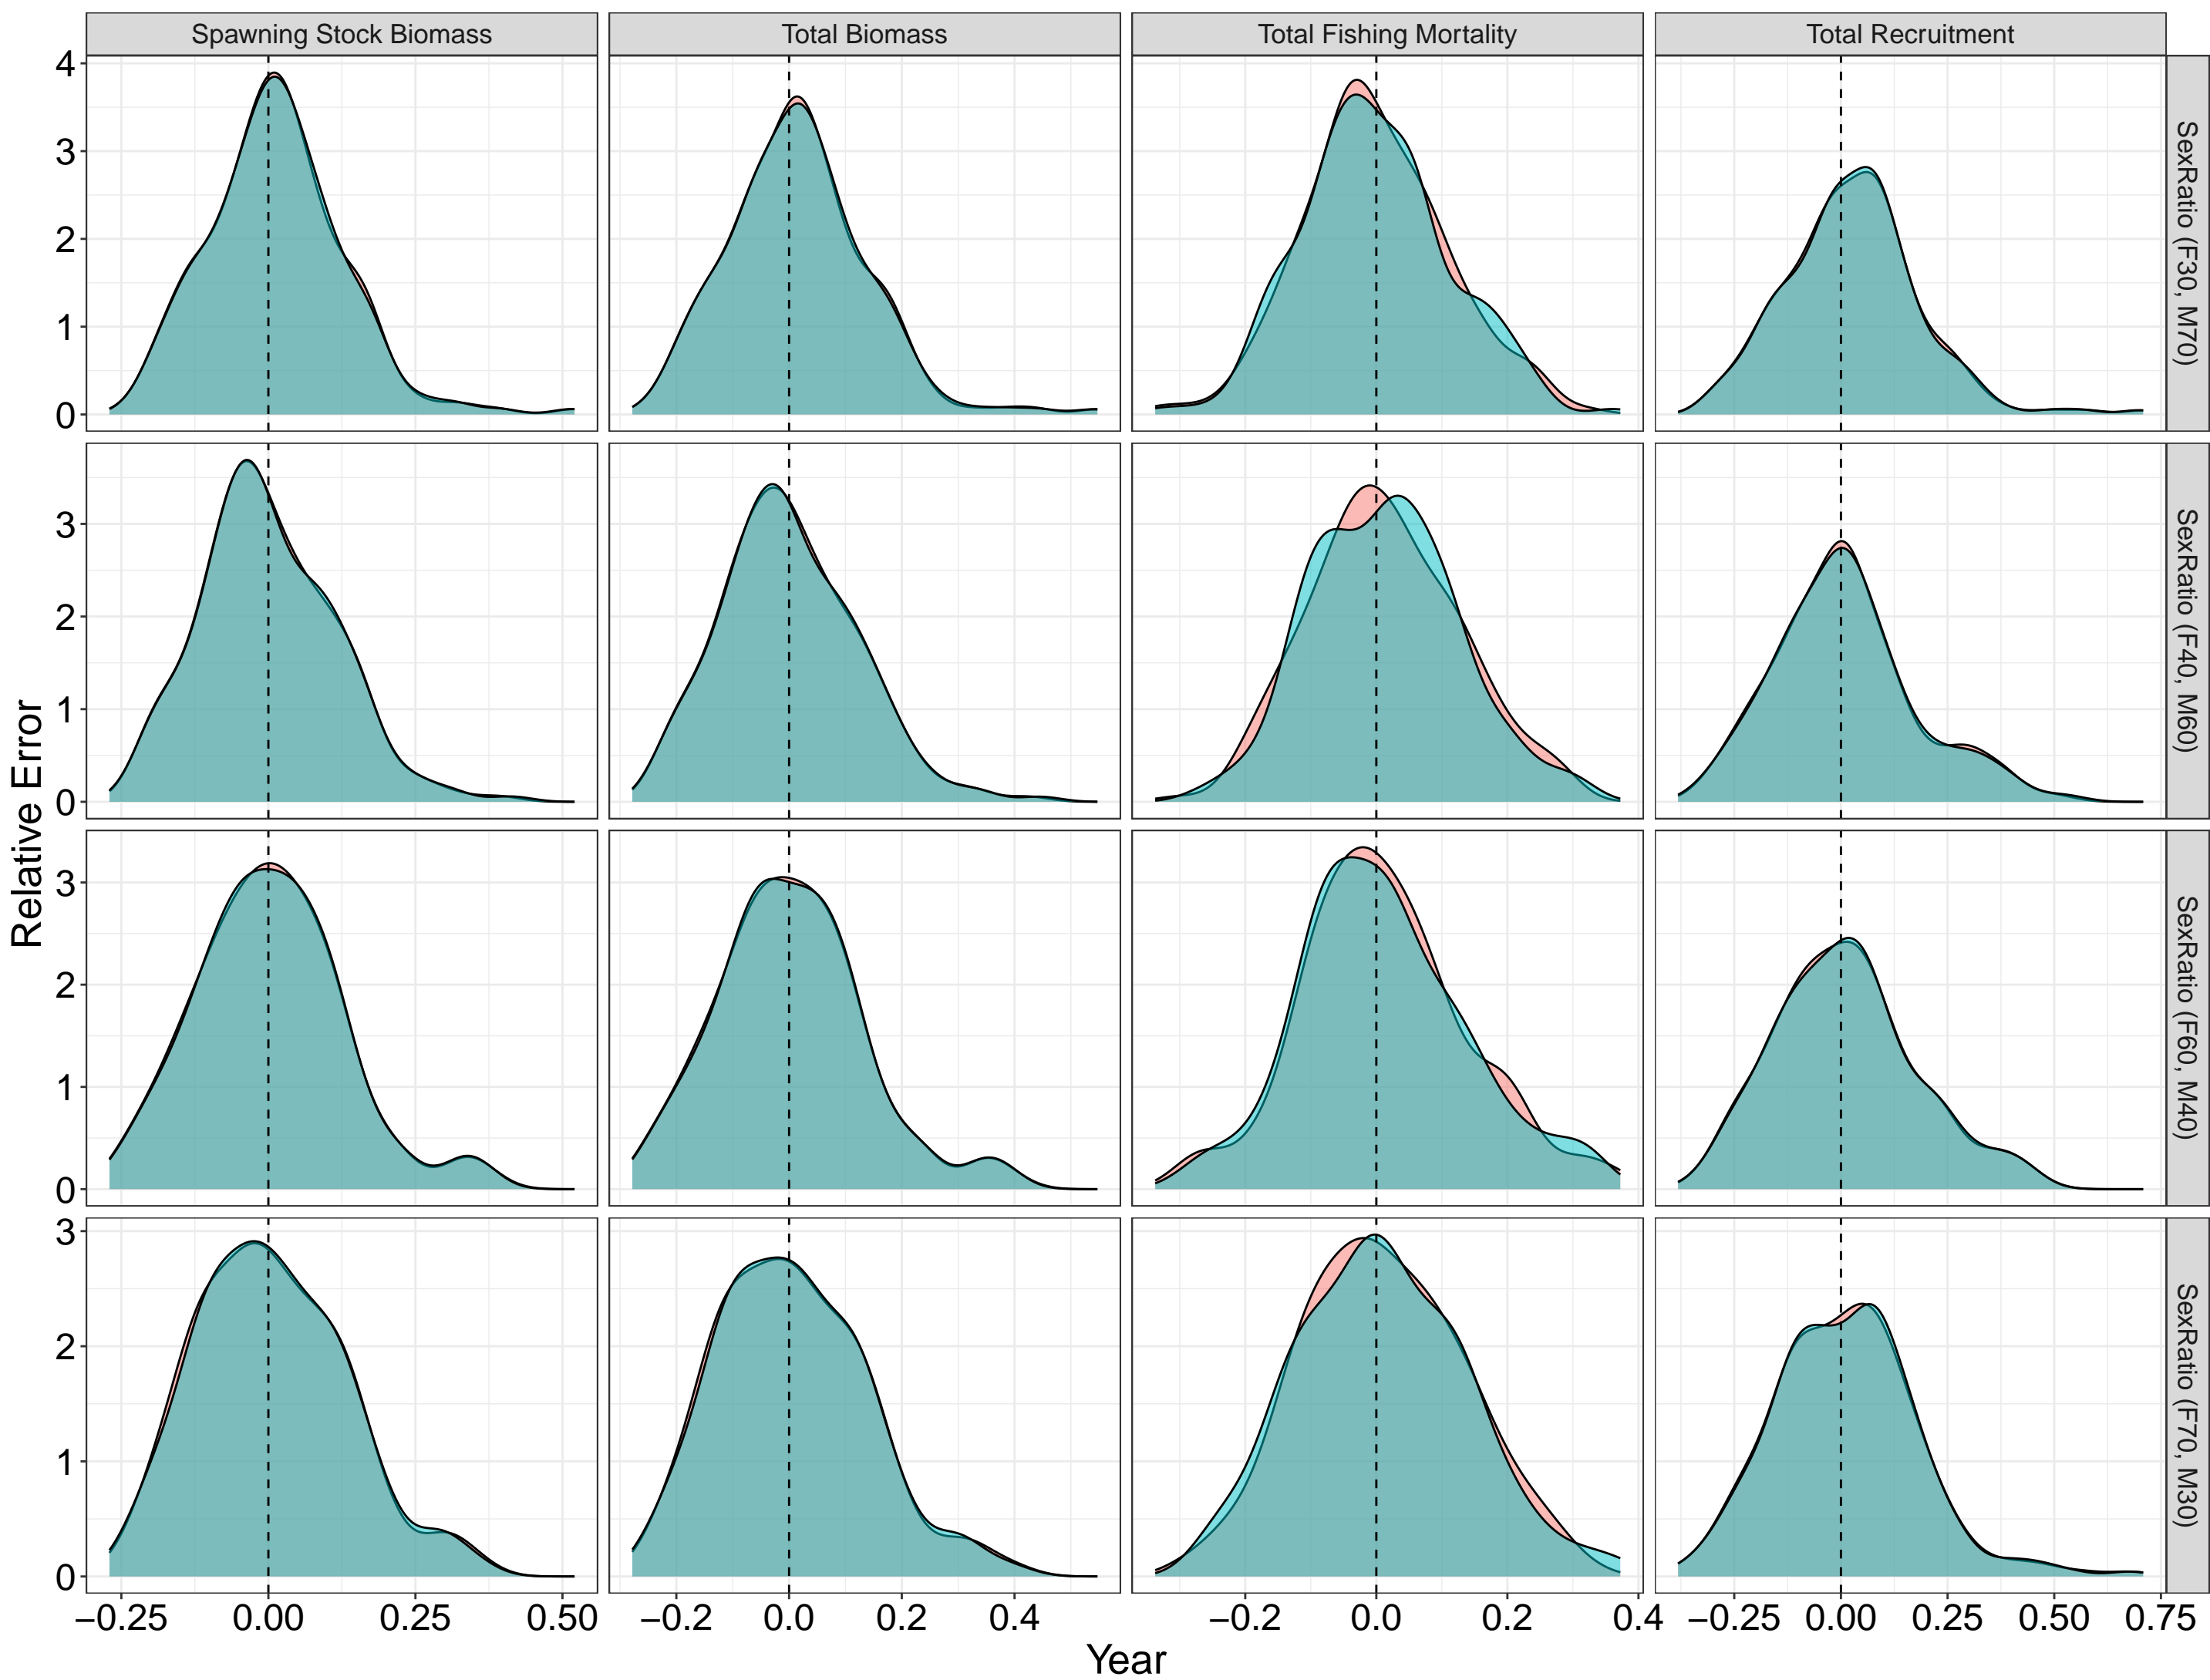 Spawning Stock Biomass
Total Biomass
Total Fishing Mortality
Total Recruitment
4
3
2
1
0
SexRatio (F30, M70)
3
2
1
0
SexRatio (F40, M60)
3
2
1
0
SexRatio (F60, M40)
3
2
1
0
SexRatio (F70, M30)
Relative Error
−0.25 0.00 0.25 0.50
−0.2 0.0 0.2 0.4
−0.2 0.0 0.2 0.4
−0.25 0.00 0.25 0.50 0.75
Year